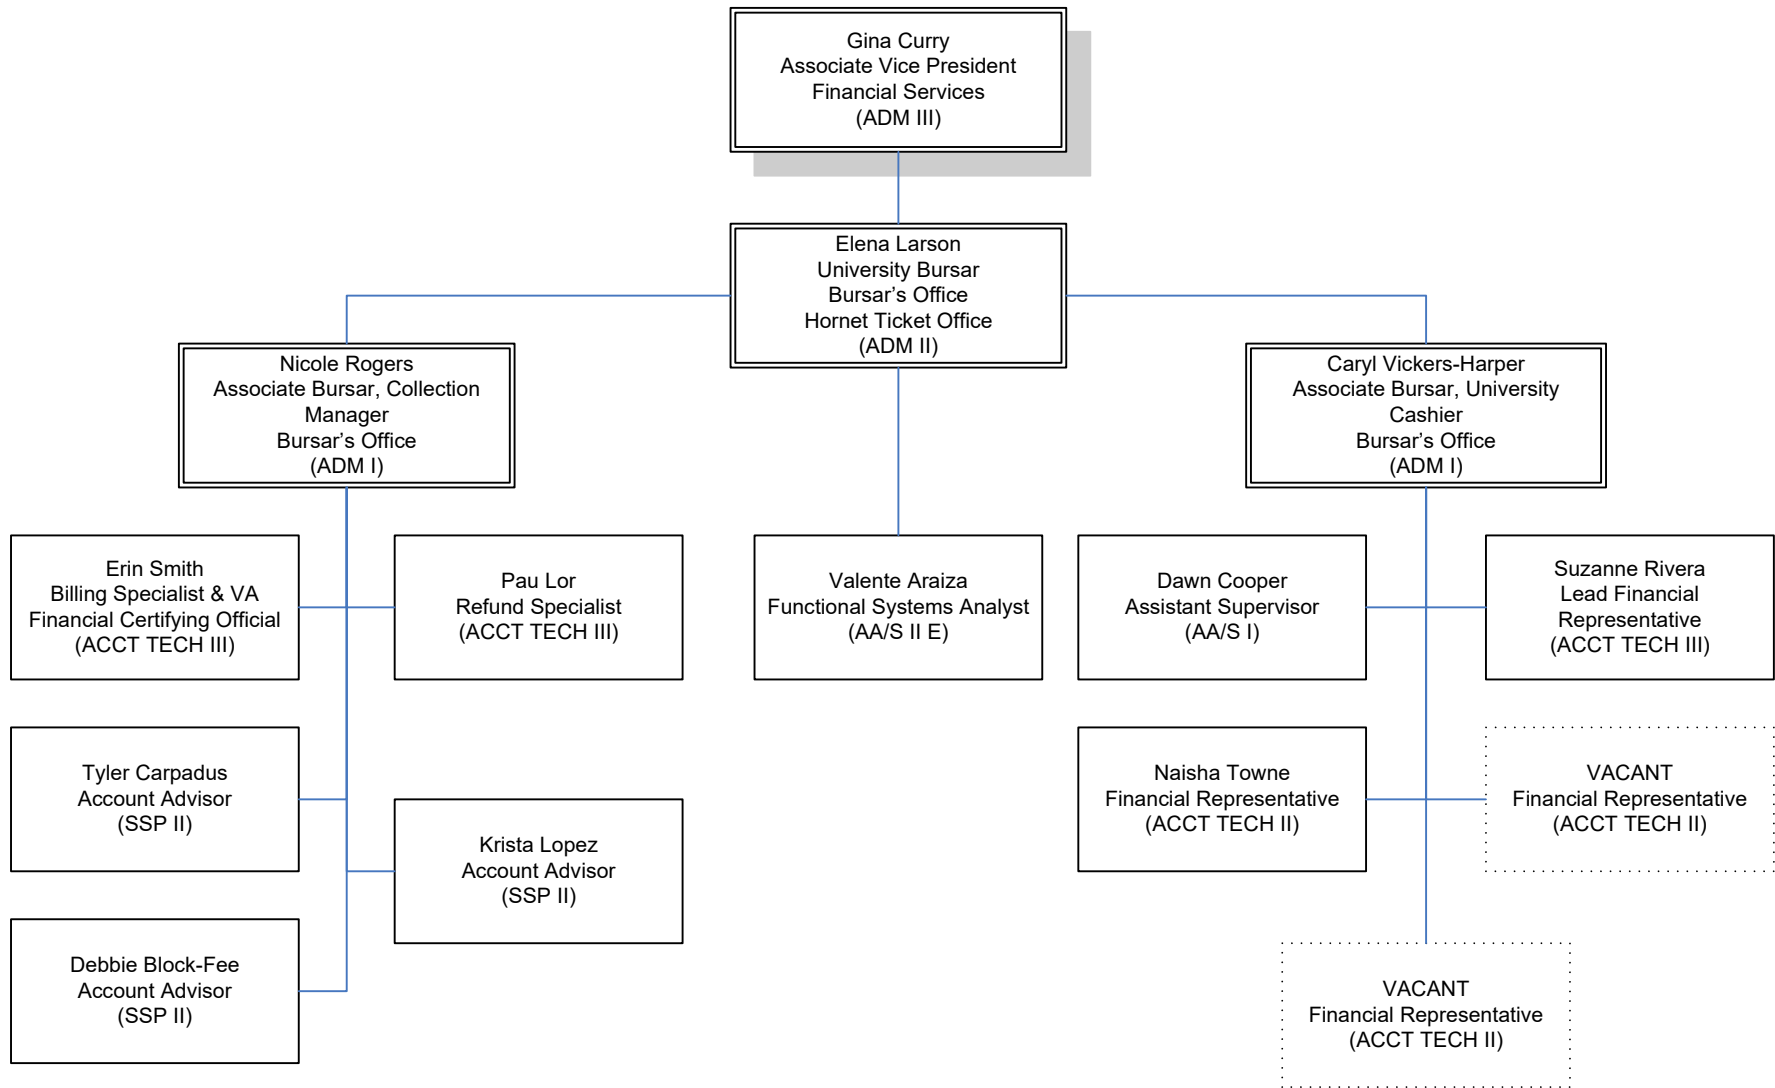 Gina Curry
Associate Vice President
Financial Services
(ADM III)
Elena Larson
University Bursar
Bursar’s Office
Hornet Ticket Office
(ADM II)
Nicole Rogers
Associate Bursar, Collection
Manager
Bursar’s Office
(ADM I)
Caryl Vickers-Harper
Associate Bursar, University
Cashier
Bursar’s Office
(ADM I)
Erin Smith
Billing Specialist & VA
Financial Certifying Official
(ACCT TECH III)
Pau Lor
Refund Specialist
(ACCT TECH III)
Valente Araiza
Functional Systems Analyst
(AA/S II E)
Dawn Cooper
Assistant Supervisor
(AA/S I)
Suzanne Rivera
Lead Financial
Representative
(ACCT TECH III)
Tyler Carpadus
Account Advisor
(SSP II)
Krista Lopez
Account Advisor
(SSP II)
Naisha Towne
Financial Representative
(ACCT TECH II)
VACANT
Financial Representative
(ACCT TECH II)
Debbie Block-Fee
Account Advisor
(SSP II)
VACANT
Financial Representative
(ACCT TECH II)